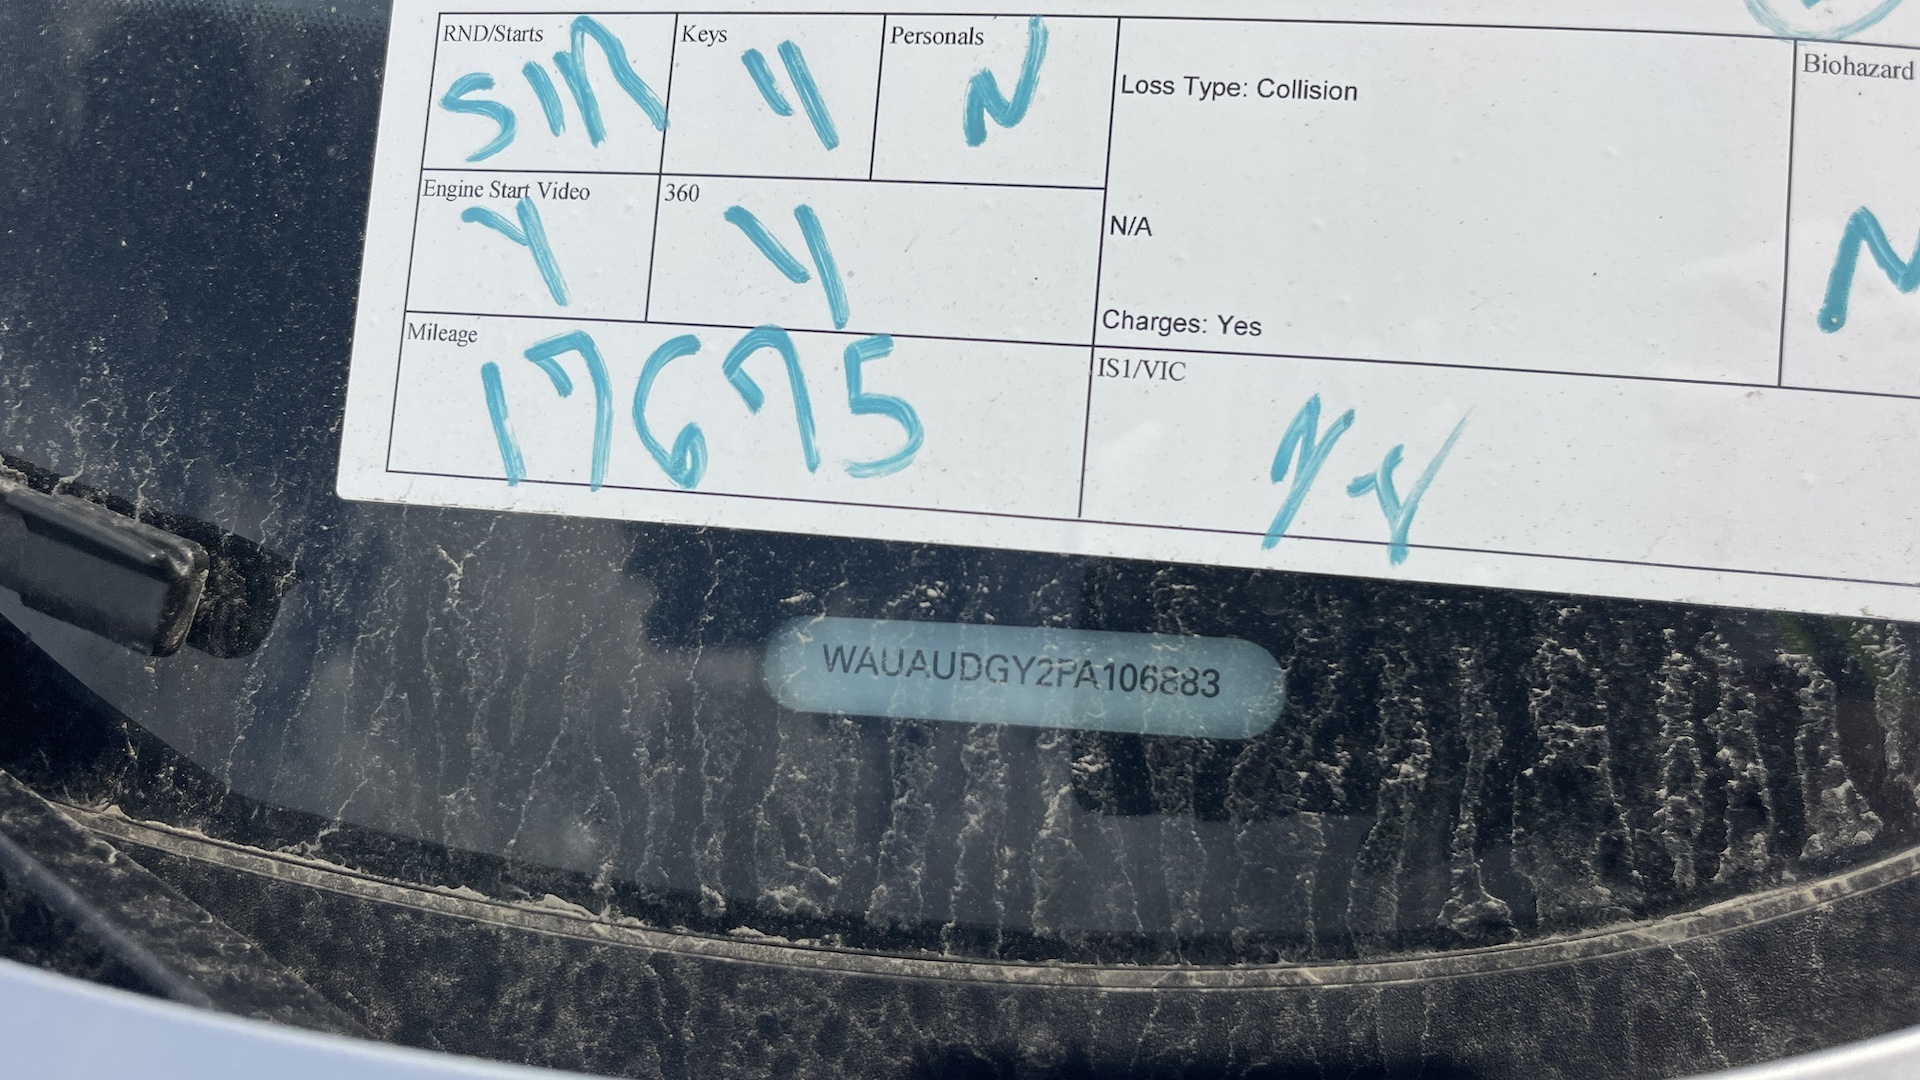 RND/Starts
S/R
Keys
Y
Personals
N
Loss Type: Collision
Biohazard
N
Engine Start Video
Y
360
Y
N/A
Charges: Yes
Mileage
17675
IS1/VIC
WAUAUDGY2PA106883